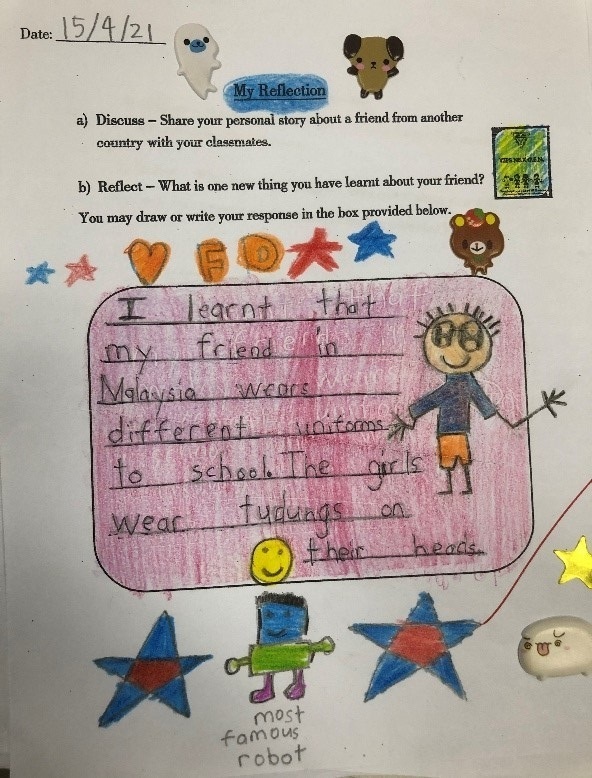 Date: 15/4/21
My Reflection
a) Discuss – Share your personal story about a friend from another
country with your classmates.
b) Reflect – What is one new thing you have learnt about your friend?
You may draw or write your response in the box provided below.
F D
I learnt that
my friend in
Malaysia wears
different uniforms
to school. The girls
wear tudungs on
their heads.
most
famous
robot